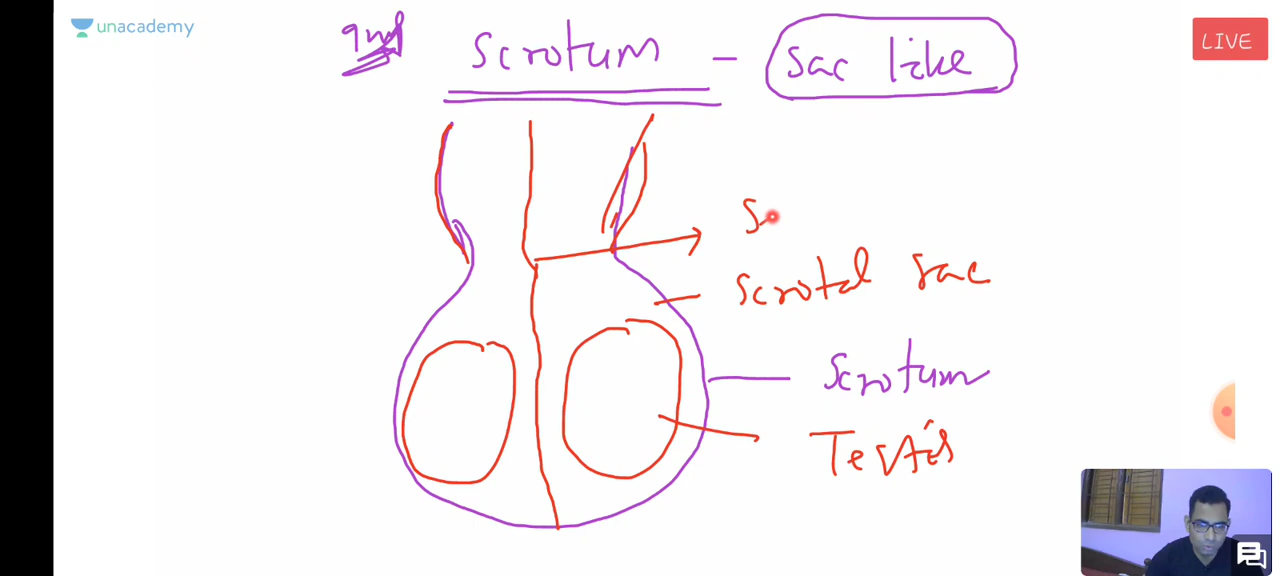 unacademy
Scrotum - sac like
LIVE
S
scrotal sac
Scrotum
Testis